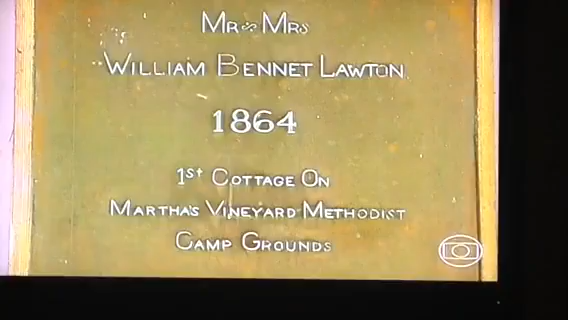 Mr & Mrs
William Bennet Lawton
1864
1st Cottage On
Martha's Vineyard Methodist
Camp Grounds